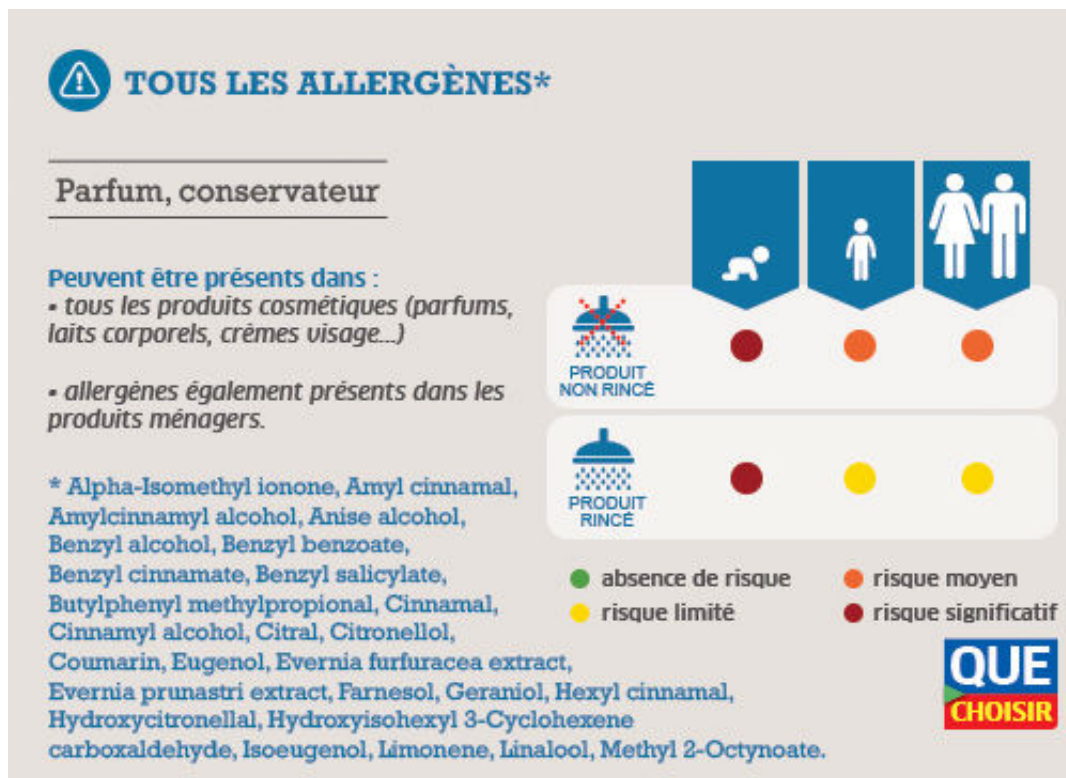 TOUS LES ALLERGÈNES*
Parfum, conservateur
Peuvent être présents dans :
▪ tous les produits cosmétiques (parfums,
laits corporels, crèmes visage...)
▪ allergènes également présents dans les
produits ménagers.
* Alpha-Isomethyl ionone, Amyl cinnamal,
Amylcinnamyl alcohol, Anise alcohol,
Benzyl alcohol, Benzyl benzoate,
Benzyl cinnamate, Benzyl salicylate,
Butylphenyl methylpropional, Cinnamal,
Cinnamyl alcohol, Citral, Citronellol,
Coumarin, Eugenol, Evernia furfuracea extract,
Evernia prunastri extract, Farnesol, Geraniol, Hexyl cinnamal,
Hydroxycitronellal, Hydroxyisohexyl 3-Cyclohexene
carboxaldehyde, Isoeugenol, Limonene, Linalool, Methyl 2-Octynoate.
PRODUIT
NON RINCÉ
PRODUIT
RINCÉ
absence de risque
risque moyen
risque limité
risque significatif
QUE
CHOISIR